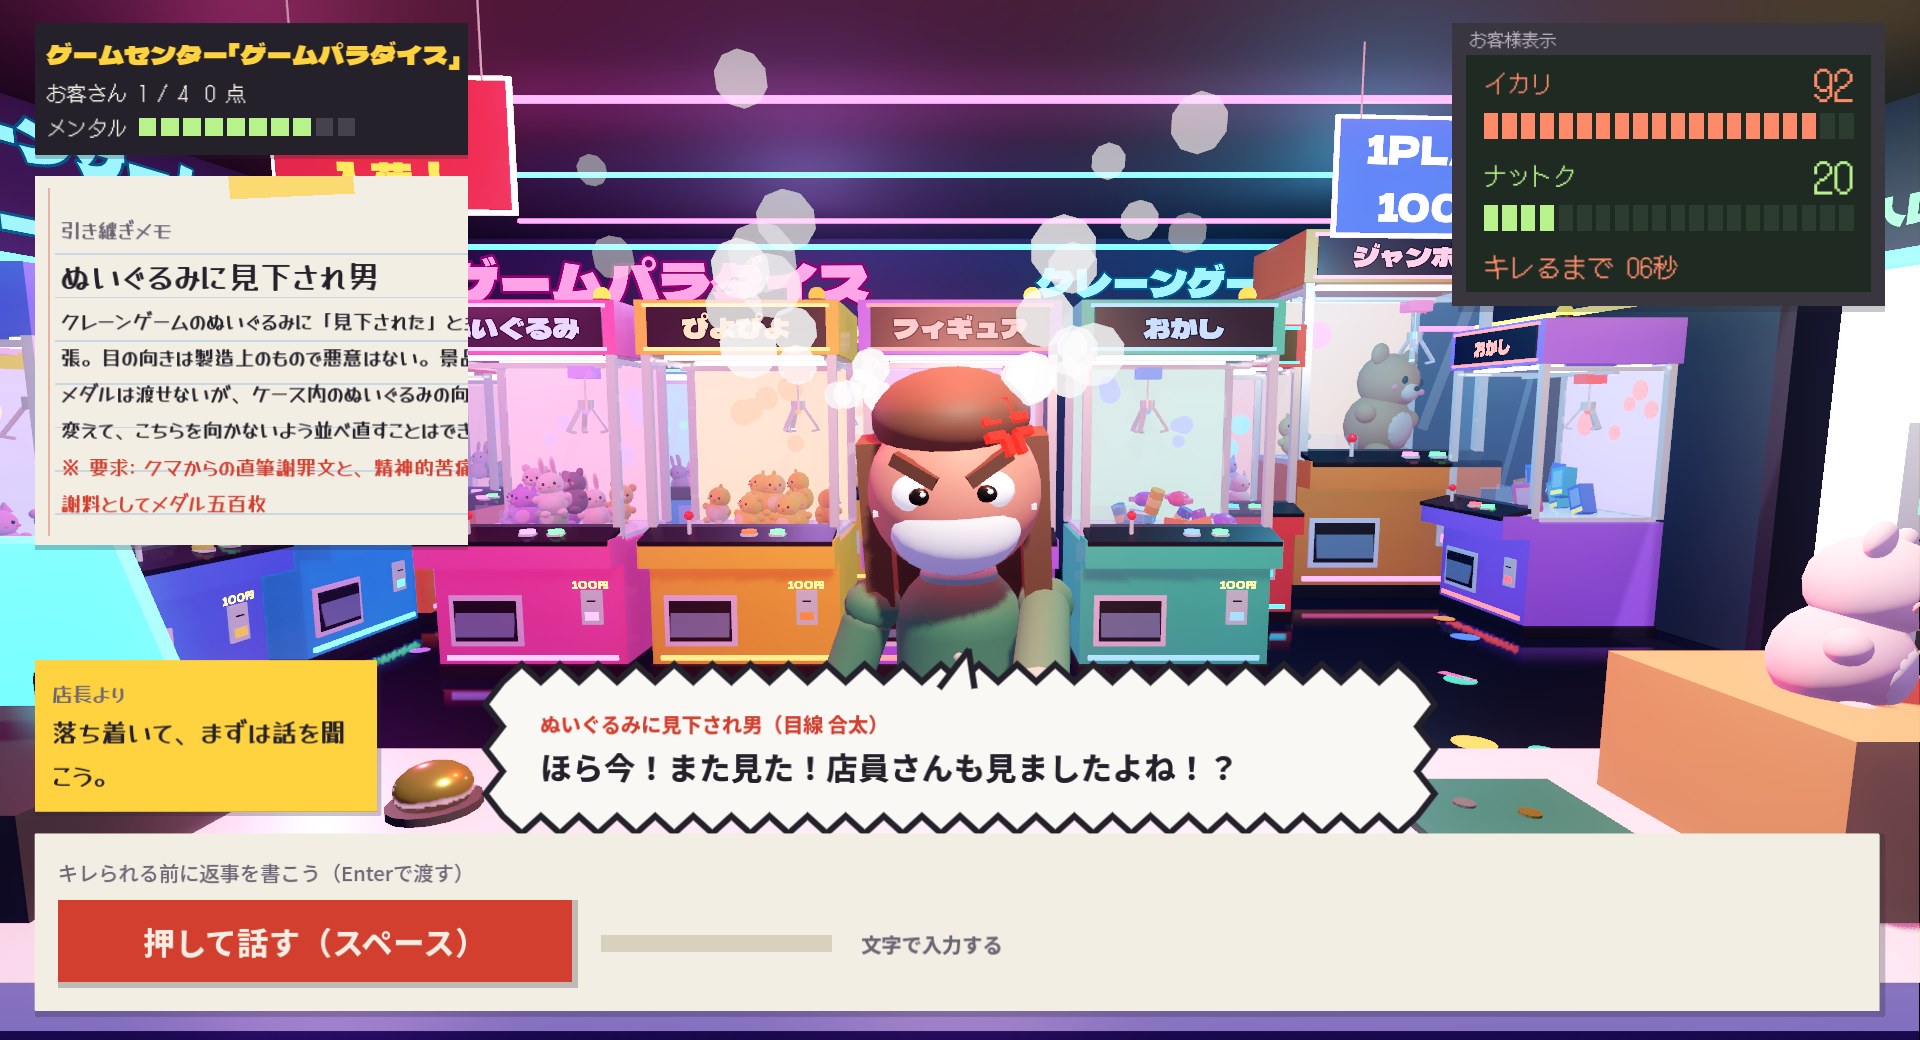 ゲームセンター「ゲームパラダイス」
お客さん 1/4 0点
メンタル
引き継ぎメモ
ぬいぐるみに見下され男
クレーンゲームのぬいぐるみに「見下された」と
張。目の向きは製造上のもので悪意はない。景品
メダルは渡せないが、ケース内のぬいぐるみの向
変えて、こちらを向かないよう並べ直すことはでき
※ 要求: クマからの直筆謝罪文と、精神的苦痛
謝料としてメダル五百枚
お客様表示
イカリ 92
ナットク 20
キレるまで 06秒
1PL
100
ゲームパラダイス
クレーンゲー
ジャンボ
いぐるみ
ぴよぴよ
フィギュア
おかし
おかし
100円
100円
100円
100円
店長より
落ち着いて、まずは話を聞
こう。
ぬいぐるみに見下され男（目線 合太）
ほら今！また見た！店員さんも見ましたよね！？
キレられる前に返事を書こう（Enterで渡す）
押して話す（スペース）
文字で入力する